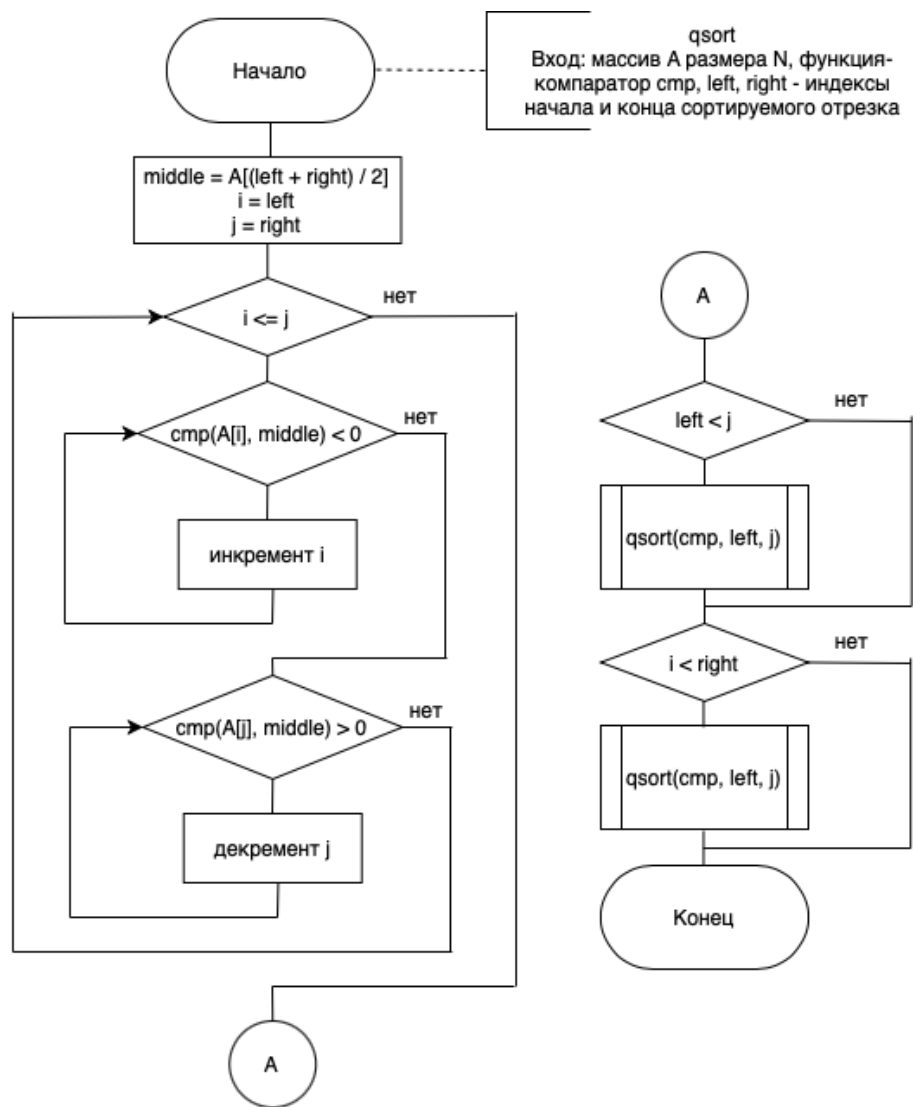 Начало
qsort
Вход: массив А размера N, функция-
компаратор cmp, left, right - индексы
начала и конца сортируемого отрезка
middle = A[(left + right) / 2]
i = left
j = right
i <= j
нет
cmp(A[i], middle) < 0
нет
инкремент i
cmp(A[j], middle) > 0
нет
декремент j
А
А
left < j
нет
qsort(cmp, left, j)
i < right
нет
qsort(cmp, left, j)
Конец